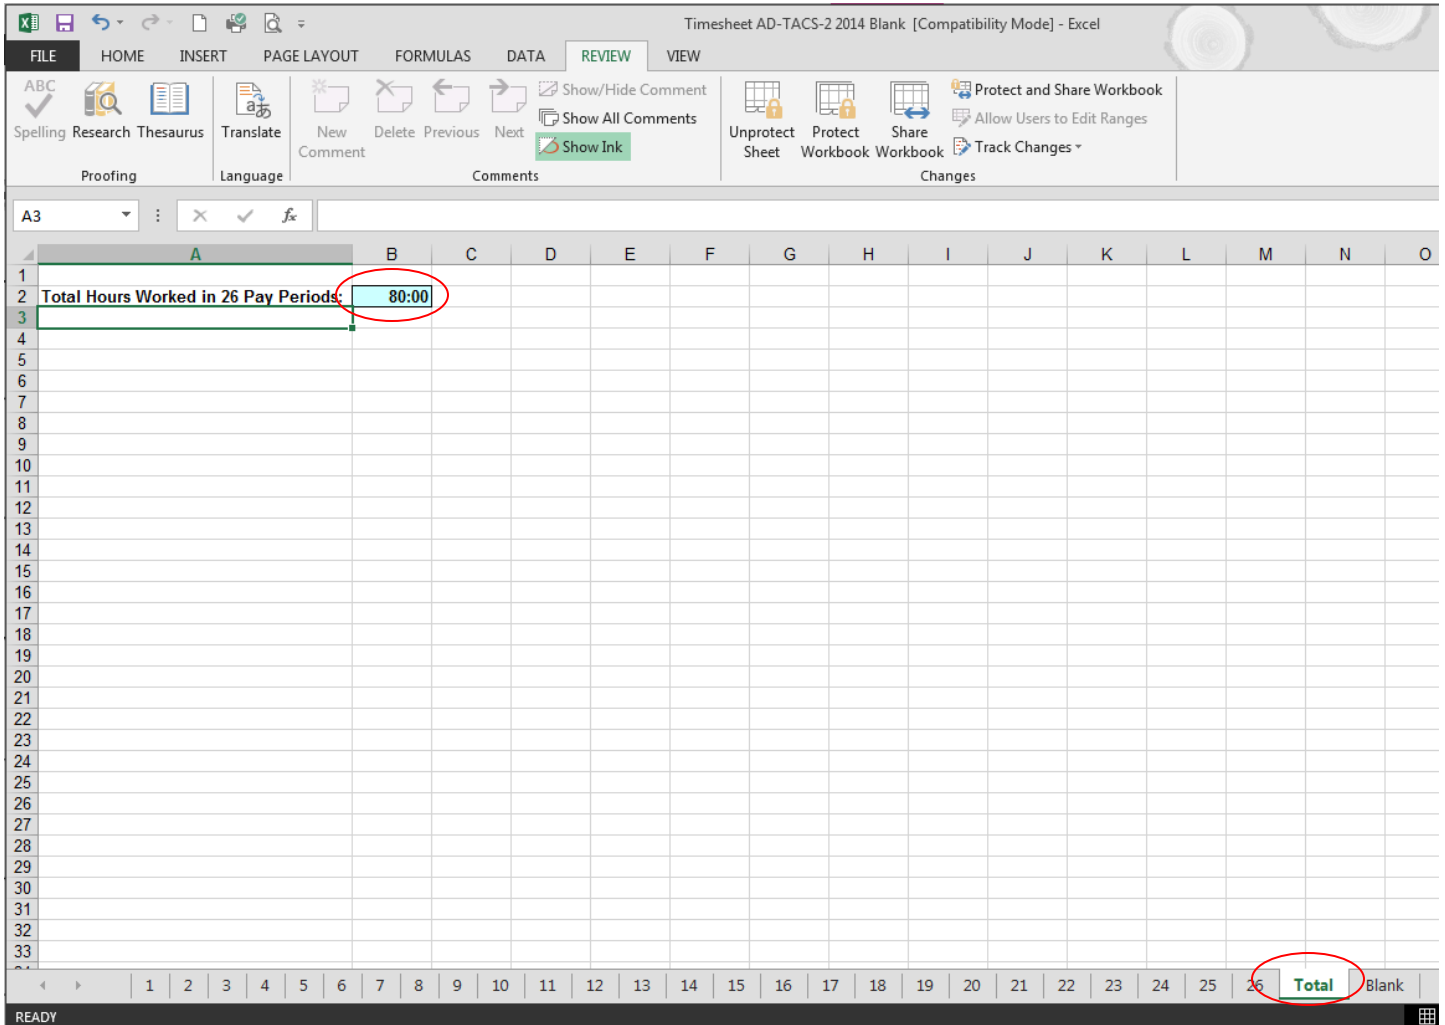 Timesheet AD-TACS-2 2014 Blank  [Compatibility Mode] - Excel
FILE HOME INSERT PAGE LAYOUT FORMULAS DATA REVIEW VIEW
ABC
Spelling Research Thesaurus
Proofing
aあ
Translate
Language
New
Comment
Delete Previous Next
Show/Hide Comment
Show All Comments
Show Ink
Comments
Unprotect
Sheet
Protect
Workbook
Share
Workbook
Protect and Share Workbook
Allow Users to Edit Ranges
Track Changes
Changes
A3 fx
A B C D E F G H I J K L M N O
1
2 Total Hours Worked in 26 Pay Periods: 80:00
3
4
5
6
7
8
9
10
11
12
13
14
15
16
17
18
19
20
21
22
23
24
25
26
27
28
29
30
31
32
33
1 2 3 4 5 6 7 8 9 10 11 12 13 14 15 16 17 18 19 20 21 22 23 24 25 26 Total Blank
READY